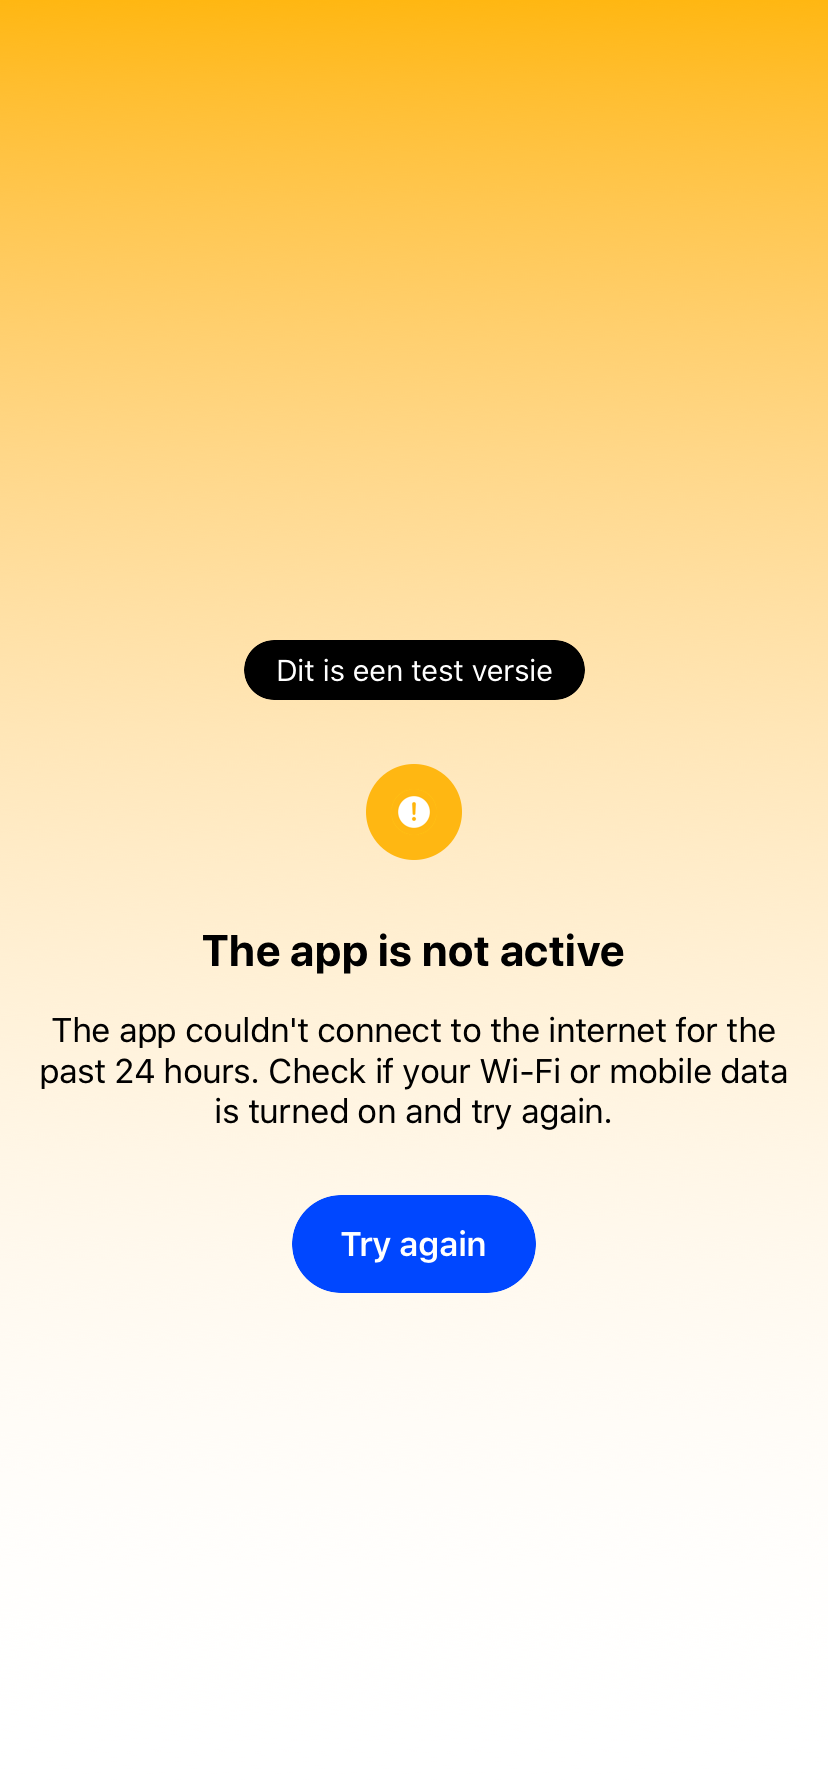 Dit is een test versie
!
The app is not active
The app couldn't connect to the internet for the
past 24 hours. Check if your Wi-Fi or mobile data
is turned on and try again.
Try again